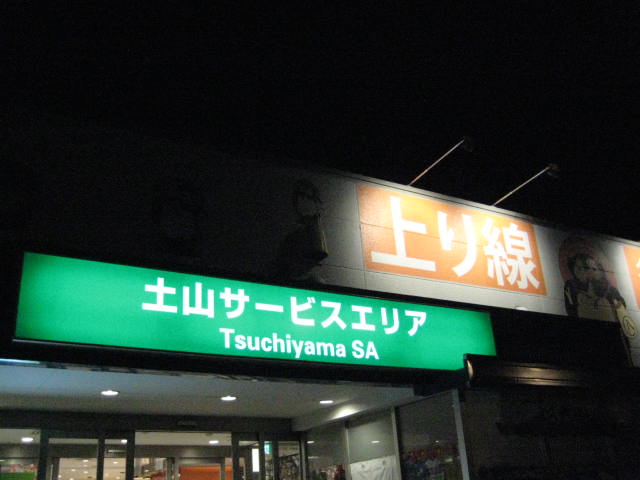 上り線
土山サービスエリア
Tsuchiyama SA